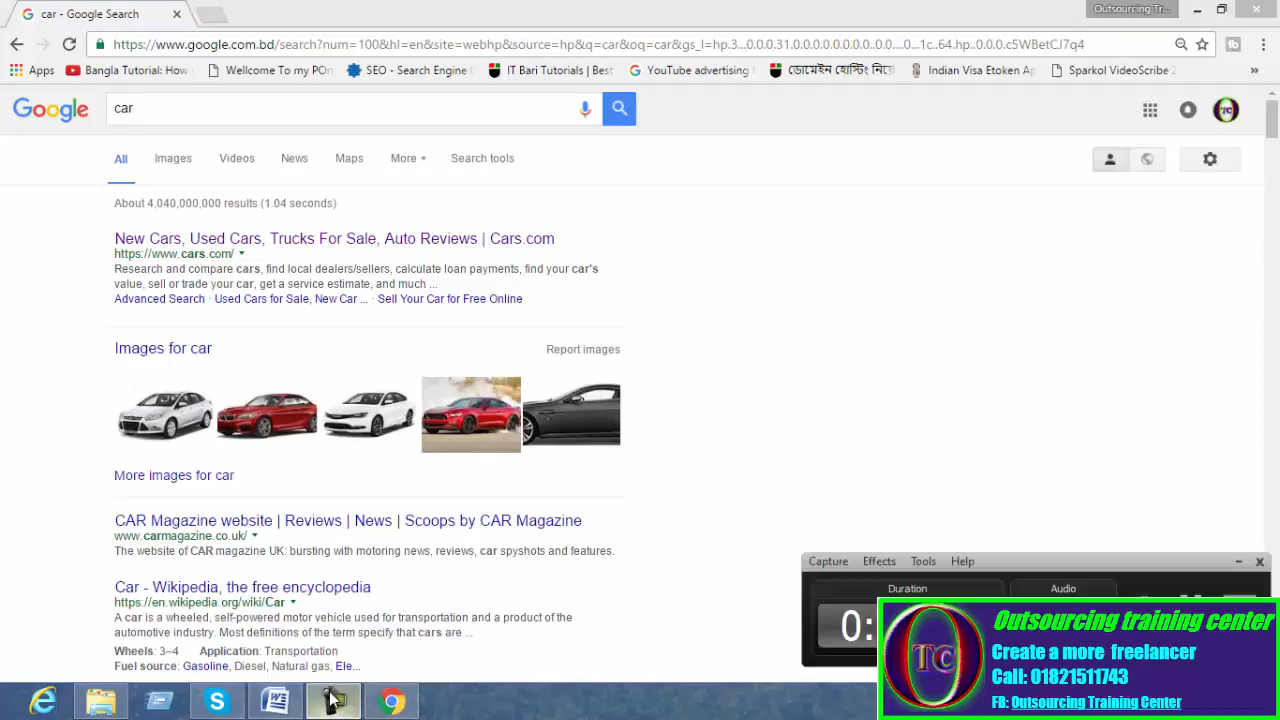 car - Google Search
Outsourcing Tr...
https://www.google.com.bd/search?num=100&hl=en&site=webhp&source=hp&q=car&oq=car&gs_l=hp.3...0.0.0.31.0.0.0.0.0.0.0.0..0.0....0...1c..64.hp..0.0.0.c5WBetCJ7q4
Apps
Bangla Tutorial: How
Wellcome To my POr
SEO - Search Engine
IT Bari Tutorials | Best
YouTube advertising
ডোমেইন হোস্টিং নিয়ে
Indian Visa Etoken Ap
Sparkol VideoScribe 2
Google
car
OTC
All
Images
Videos
News
Maps
More
Search tools
About 4,040,000,000 results (1.04 seconds)
New Cars, Used Cars, Trucks For Sale, Auto Reviews | Cars.com
https://www.cars.com/
Research and compare cars, find local dealers/sellers, calculate loan payments, find your car's
value, sell or trade your car, get a service estimate, and much ...
Advanced Search · Used Cars for Sale, New Car ... · Sell Your Car for Free Online
Images for car
Report images
More images for car
CAR Magazine website | Reviews | News | Scoops by CAR Magazine
www.carmagazine.co.uk/
The website of CAR magazine UK: bursting with motoring news, reviews, car spyshots and features.
Car - Wikipedia, the free encyclopedia
https://en.wikipedia.org/wiki/Car
A car is a wheeled, self-powered motor vehicle used for transportation and a product of the
automotive industry. Most definitions of the term specify that cars are ...
Wheels: 3–4 Application: Transportation
Fuel source: Gasoline, Diesel, Natural gas, Ele...
Capture
Effects
Tools
Help
Duration
Audio
0:
TC
Outsourcing training center
Create a more freelancer
Call: 01821511743
FB: Outsourcing Training Center